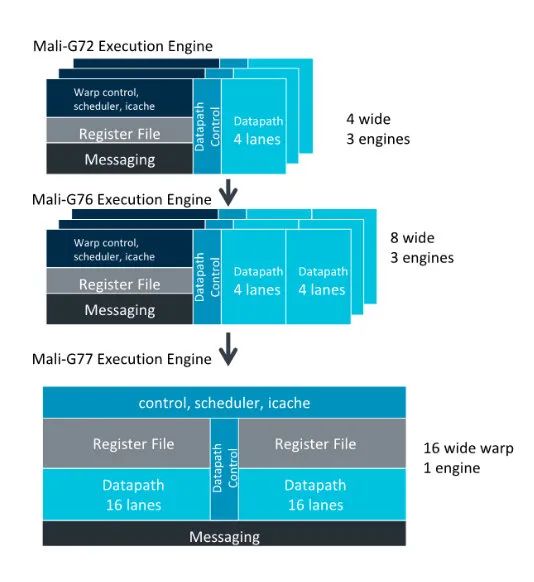 Mali-G72 Execution Engine
Warp control,
scheduler, icache
Register File
Messaging
Datapath
Control
Datapath
4 lanes
4 wide
3 engines
Mali-G76 Execution Engine
Warp control,
scheduler, icache
Register File
Messaging
Datapath
Control
Datapath
4 lanes
Datapath
4 lanes
8 wide
3 engines
Mali-G77 Execution Engine
control, scheduler, icache
Register File
Datapath
Control
Register File
Datapath
16 lanes
Datapath
16 lanes
Messaging
16 wide warp
1 engine